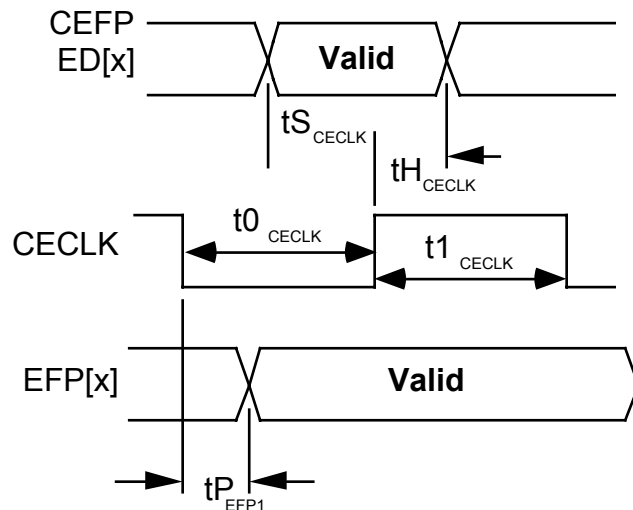 CEFP
ED[x]
Valid
tS CECLK
tH CECLK
CECLK
t0 CECLK
t1 CECLK
EFP[x]
Valid
tP EFP1